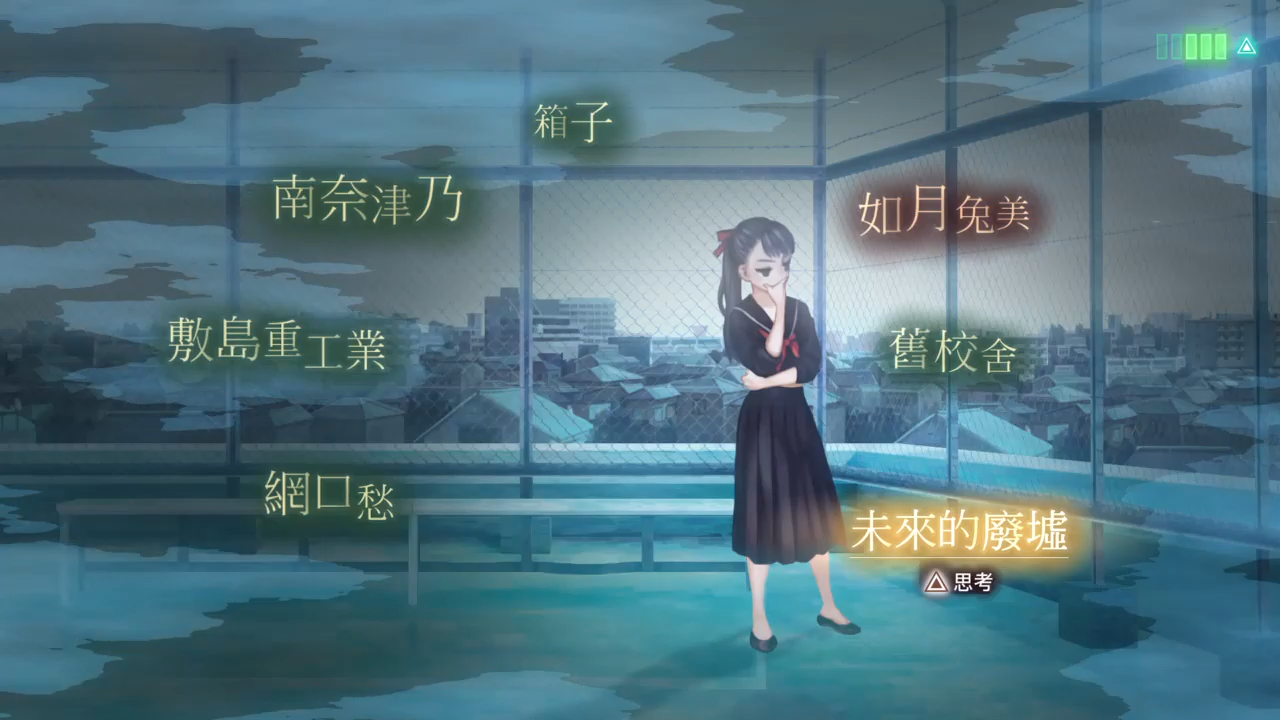 箱子
南奈津乃
如月兔美
敷島重工業
舊校舍
網口愁
未來的廢墟
思考